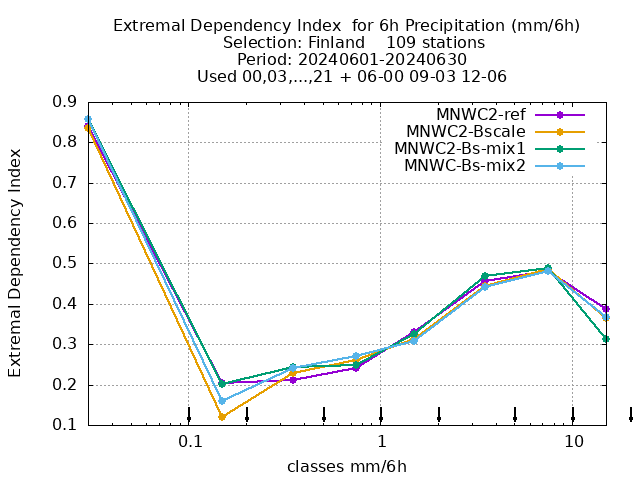 Extremal Dependency Index  for 6h Precipitation (mm/6h)
Selection: Finland    109 stations
Period: 20240601-20240630
Used 00,03,...,21 + 06-00 09-03 12-06
MNWC2-ref
MNWC2-Bscale
MNWC2-Bs-mix1
MNWC-Bs-mix2
Extremal Dependency Index
0.9
0.8
0.7
0.6
0.5
0.4
0.3
0.2
0.1
0.1 1 10
classes mm/6h